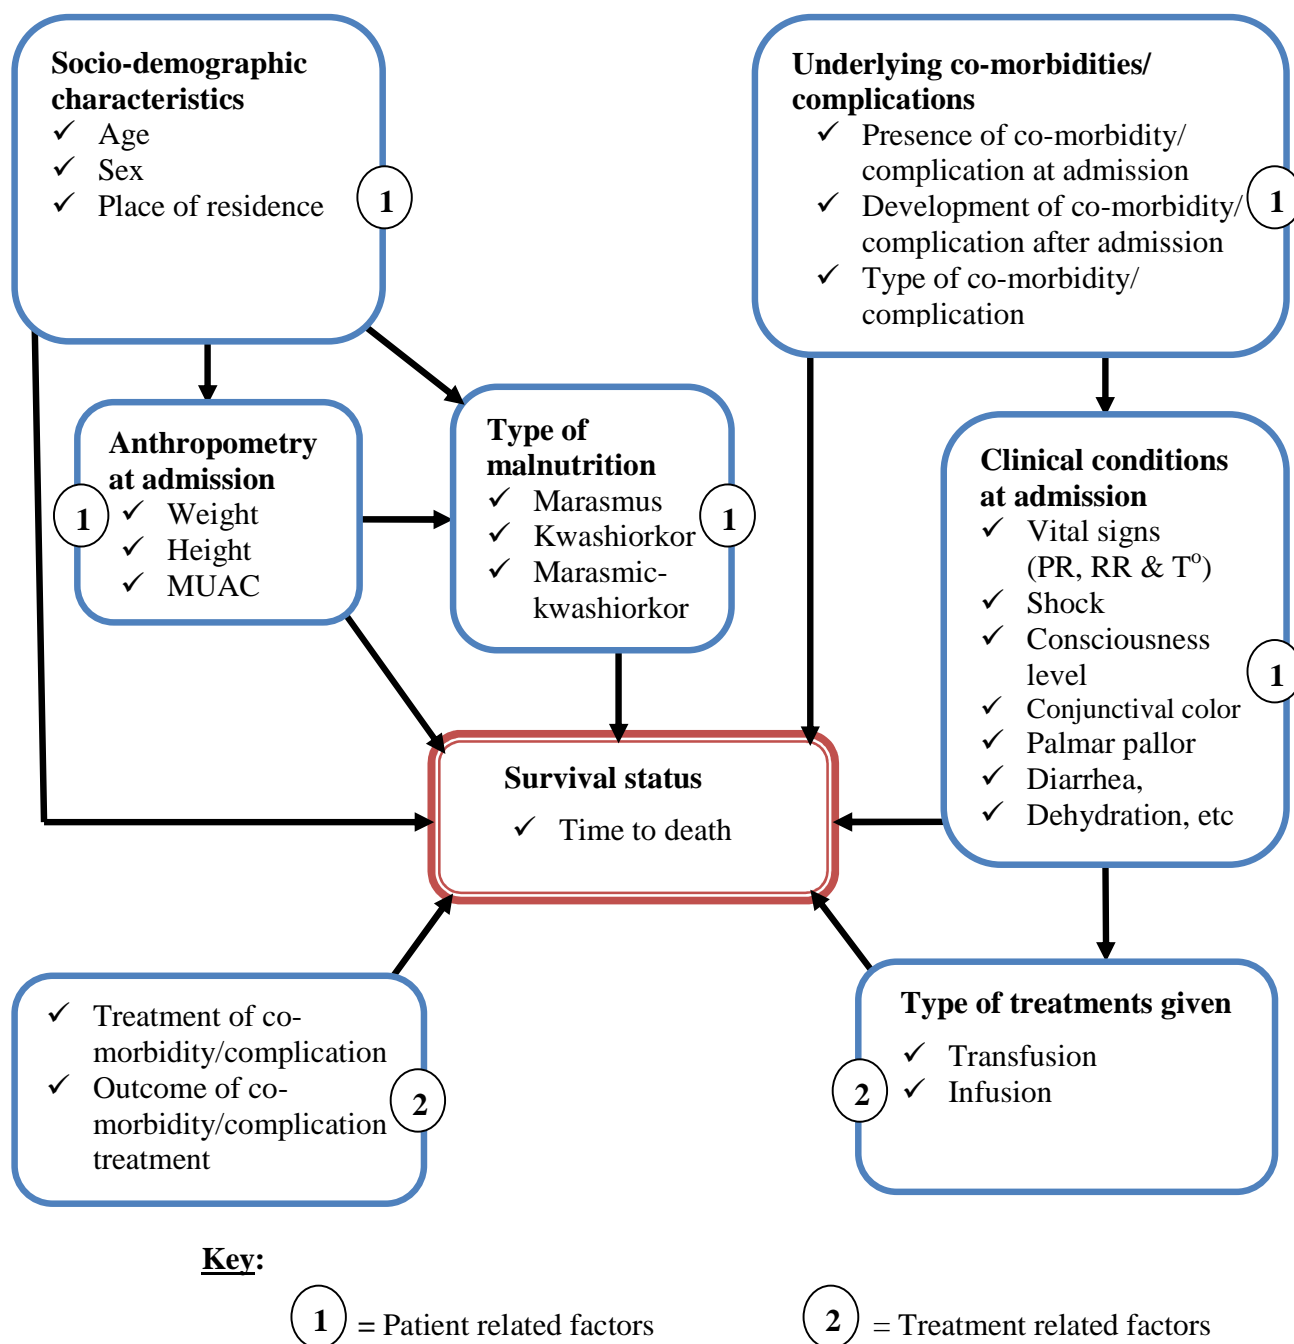 Socio-demographic
characteristics
✓ Age
✓ Sex
✓ Place of residence
1
Underlying co-morbidities/
complications
✓ Presence of co-morbidity/
complication at admission
✓ Development of co-morbidity/
complication after admission
✓ Type of co-morbidity/
complication
1
Anthropometry
at admission
✓ Weight
✓ Height
✓ MUAC
1
Type of
malnutrition
✓ Marasmus
✓ Kwashiorkor
✓ Marasmic-
kwashiorkor
1
Clinical conditions
at admission
✓ Vital signs
(PR, RR & Tº)
✓ Shock
✓ Consciousness
level
✓ Conjunctival color
✓ Palmar pallor
✓ Diarrhea,
✓ Dehydration, etc
1
Survival status
✓ Time to death
✓ Treatment of co-
morbidity/complication
✓ Outcome of co-
morbidity/complication
treatment
2
Type of treatments given
✓ Transfusion
✓ Infusion
2
Key:
1 = Patient related factors
2 = Treatment related factors